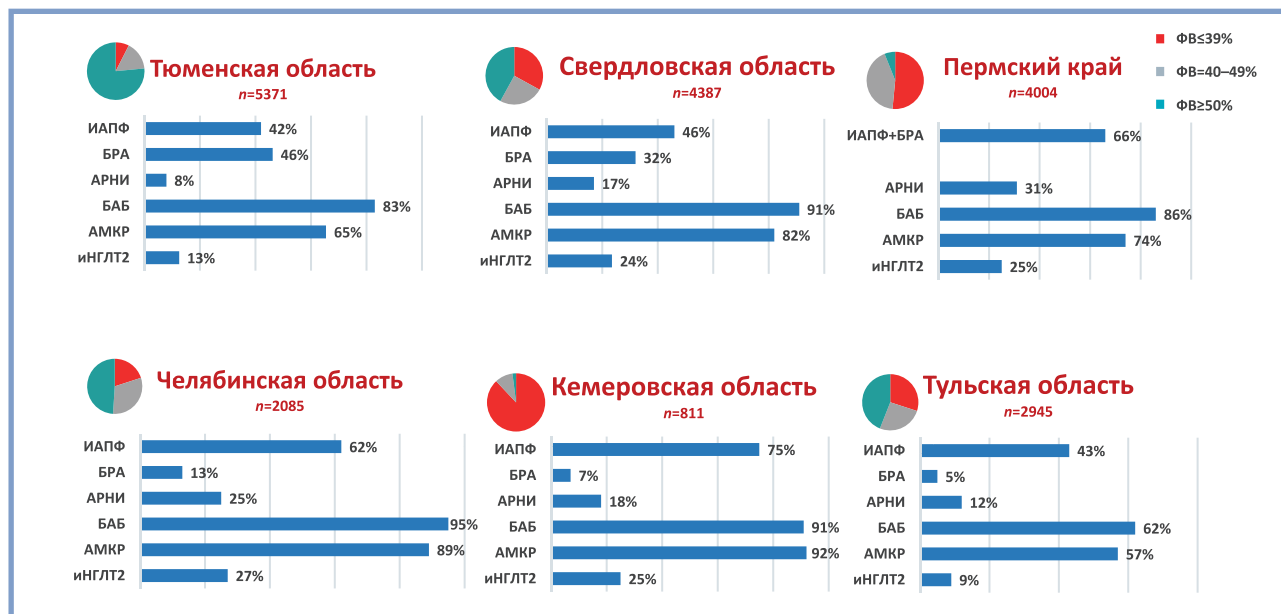 Тюменская область
n=5371
ИАПФ 42%
БРА 46%
АРНИ 8%
БАБ 83%
АМКР 65%
иНГЛТ2 13%
Свердловская область
n=4387
ИАПФ 46%
БРА 32%
АРНИ 17%
БАБ 91%
АМКР 82%
иНГЛТ2 24%
Пермский край
n=4004
ИАПФ+БРА 66%
АРНИ 31%
БАБ 86%
АМКР 74%
иНГЛТ2 25%
ФВ≤39%
ФВ=40–49%
ФВ≥50%
Челябинская область
n=2085
ИАПФ 62%
БРА 13%
АРНИ 25%
БАБ 95%
АМКР 89%
иНГЛТ2 27%
Кемеровская область
n=811
ИАПФ 75%
БРА 7%
АРНИ 18%
БАБ 91%
АМКР 92%
иНГЛТ2 25%
Тульская область
n=2945
ИАПФ 43%
БРА 5%
АРНИ 12%
БАБ 62%
АМКР 57%
иНГЛТ2 9%